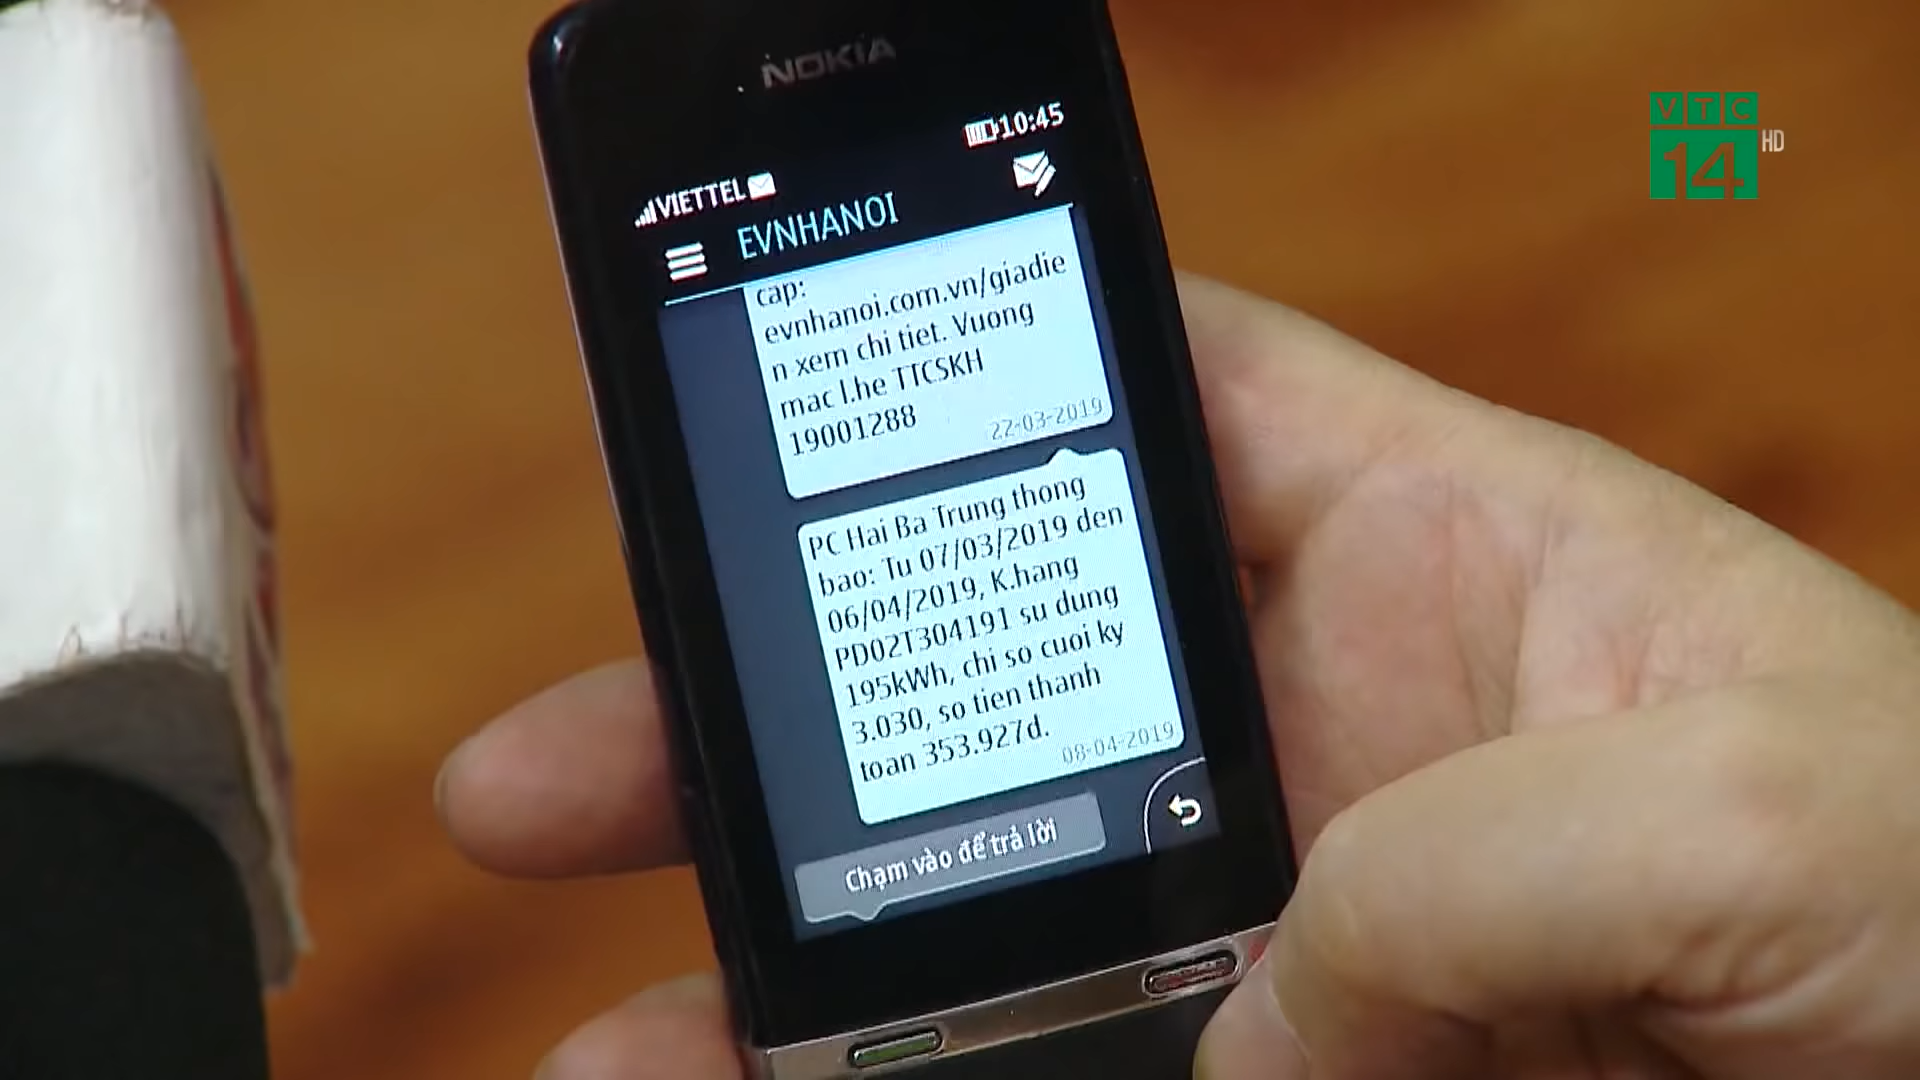 NOKIA
10:45
VIETTEL
EVNHANOI
cap:
evnhanoi.com.vn/giadie
n xem chi tiet. Vuong
mac l.he TTCSKH
19001288
22-03-2019
PC Hai Ba Trung thong
bao: Tu 07/03/2019 den
06/04/2019, K.hang
PD02T304191 su dung
195kWh, chi so cuoi ky
3.030, so tien thanh
toan 353.927d.
08-04-2019
Chạm vào để trả lời
VTC
14 HD